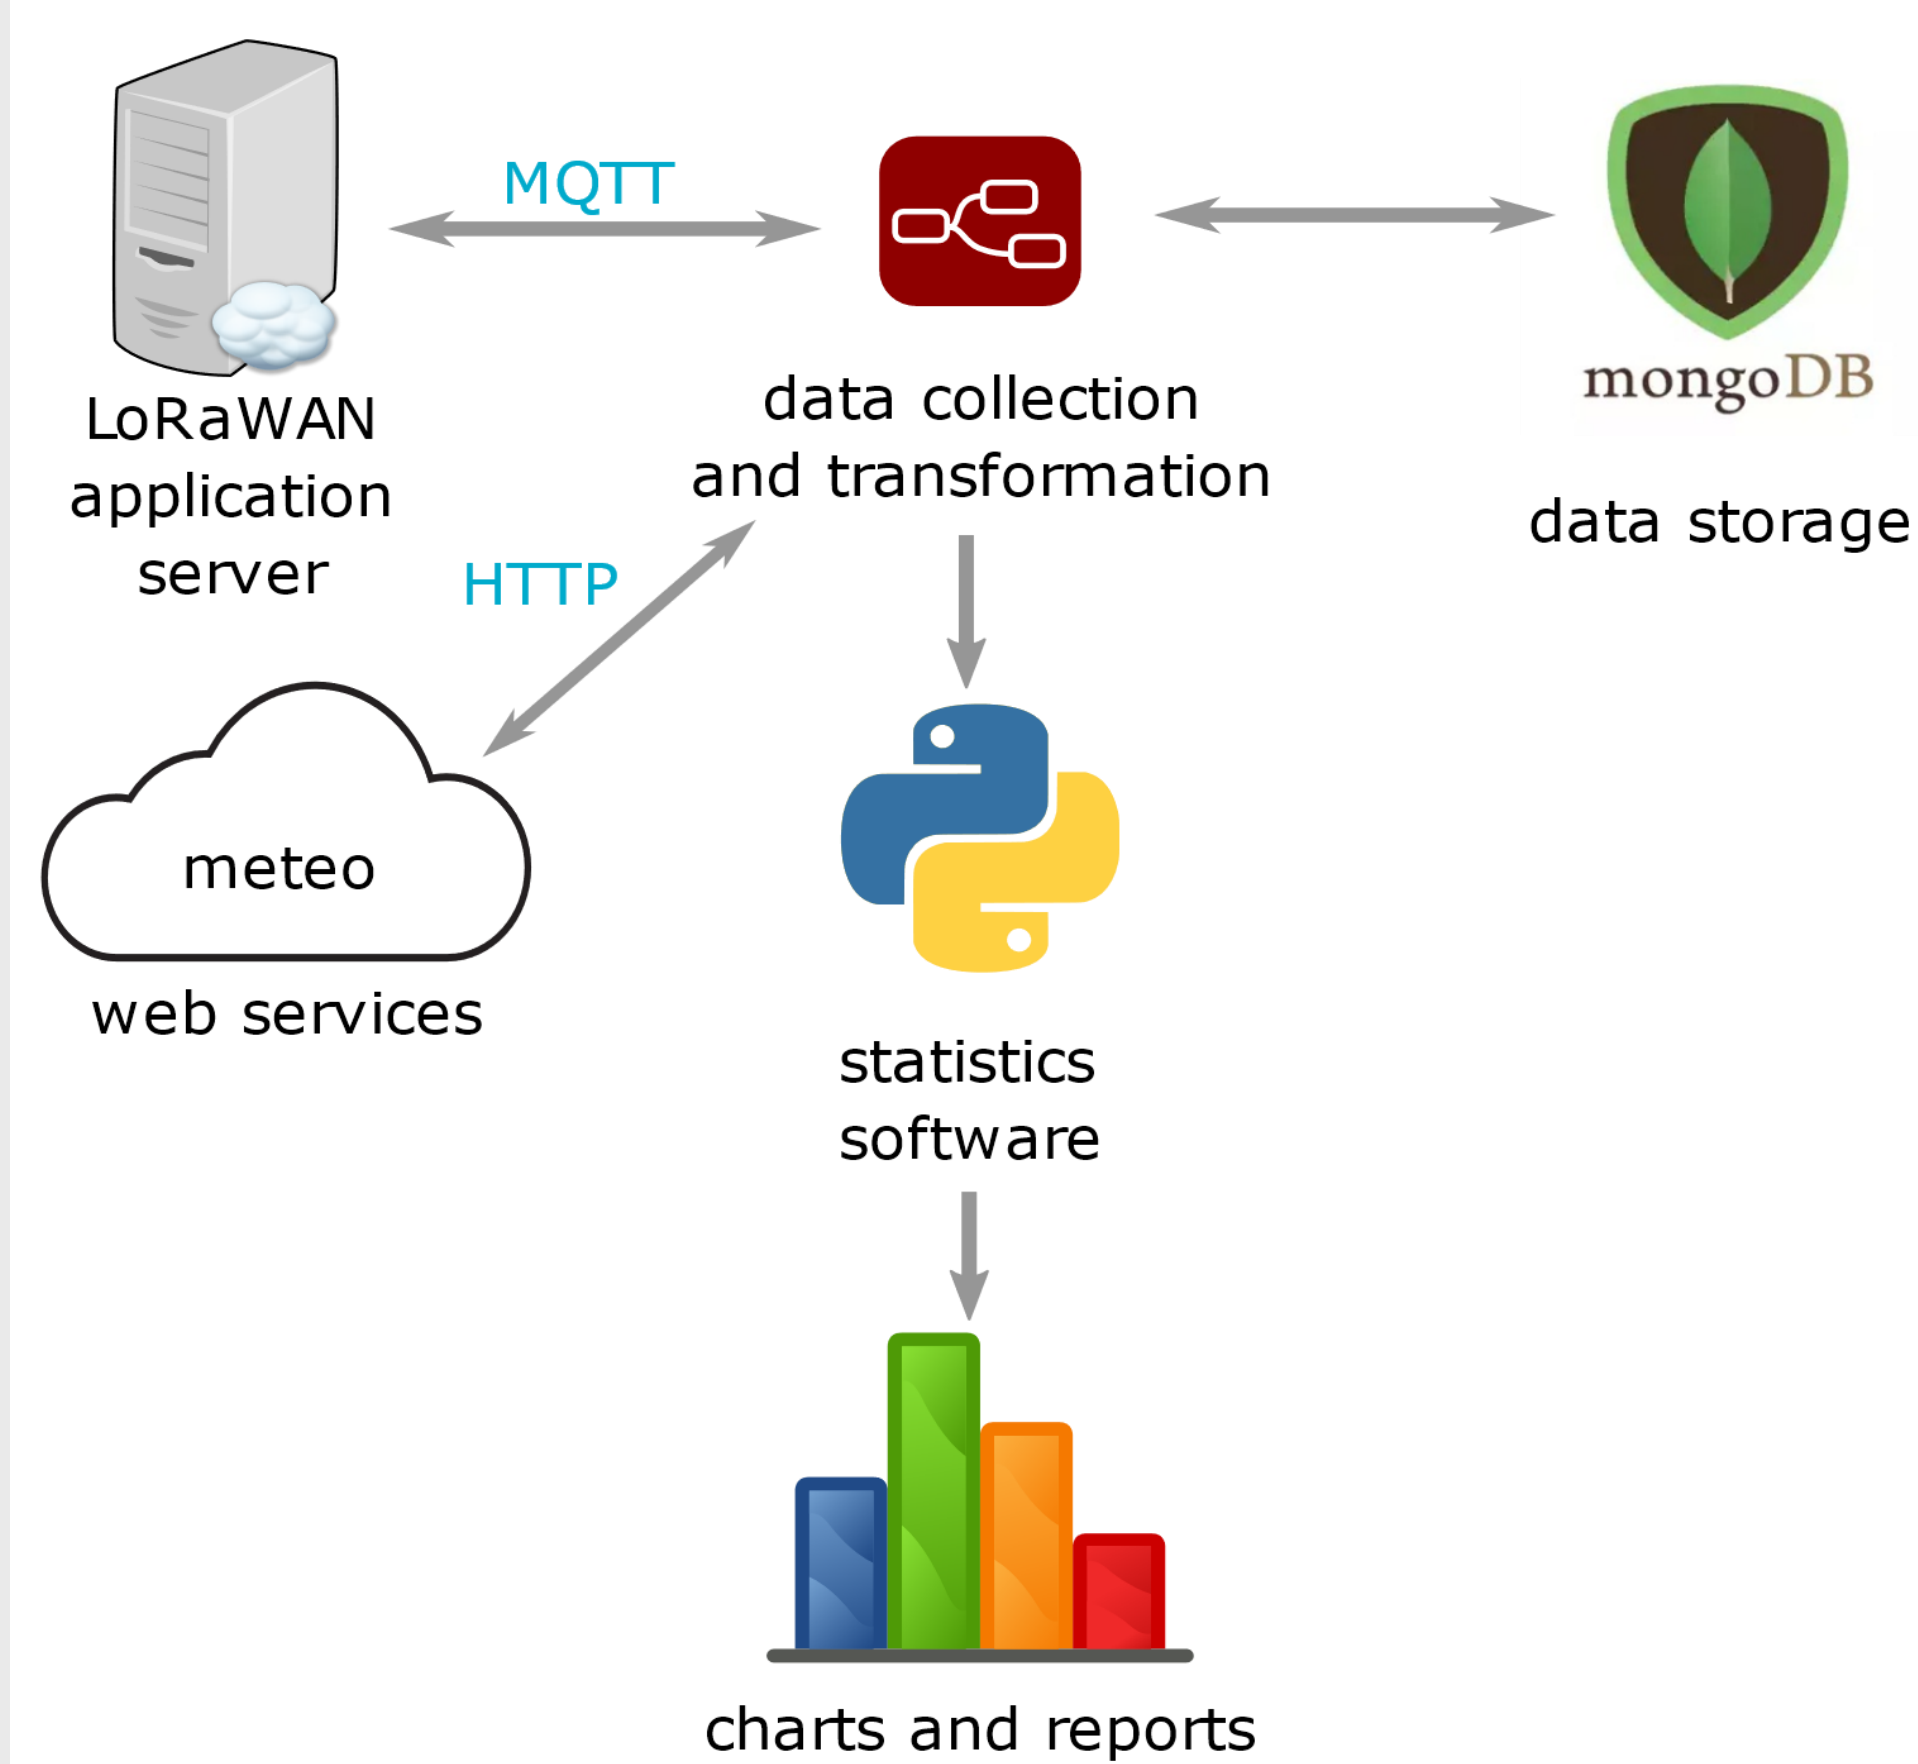 MQTT
LoRaWAN
application
server
data collection
and transformation
mongoDB
data storage
HTTP
meteo
web services
statistics
software
charts and reports